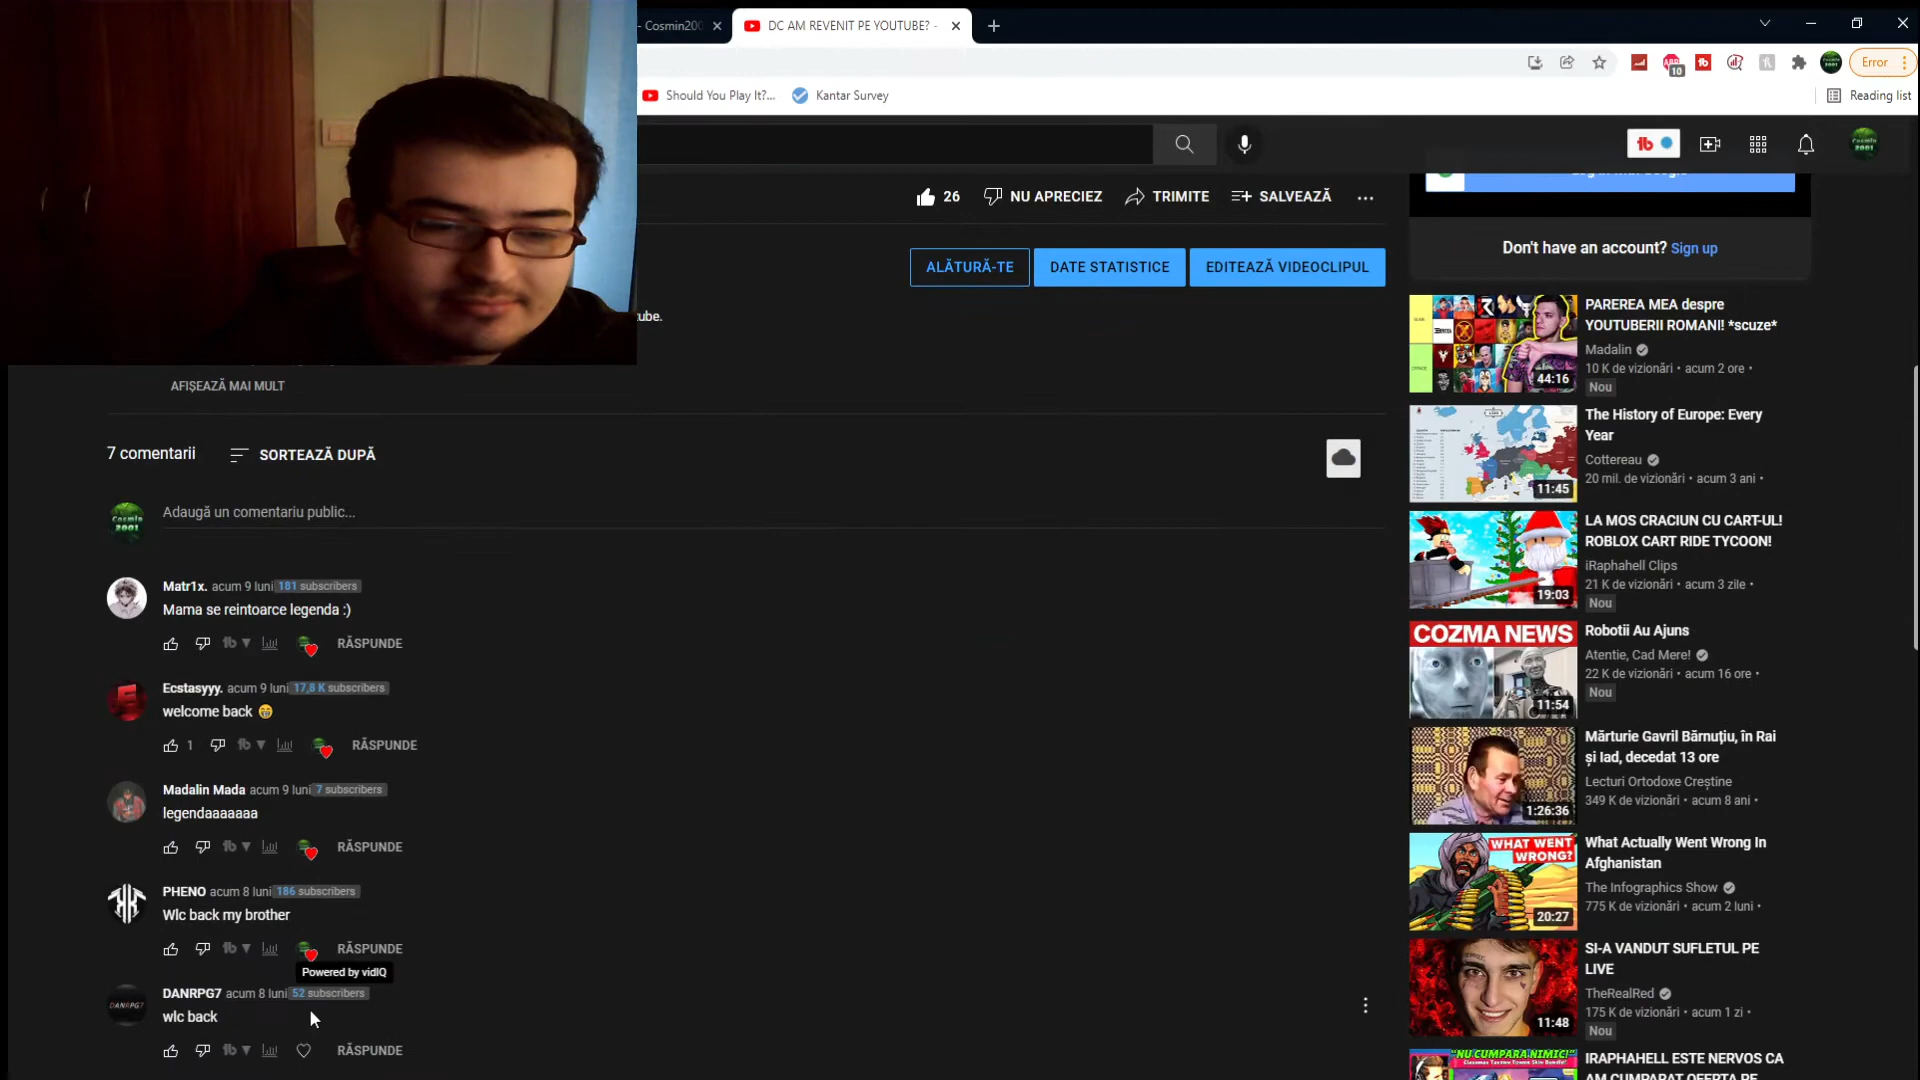 - Cosmin200
DC AM REVENIT PE YOUTUBE? -
10
Error
Should You Play It?...
Kantar Survey
Reading list
26
NU APRECIEZ
TRIMITE
SALVEAZĂ
ALĂTURĂ-TE
DATE STATISTICE
EDITEAZĂ VIDEOCLIPUL
tube.
AFIȘEAZĂ MAI MULT
7 comentarii
SORTEAZĂ DUPĂ
Cosmin
2001
Adaugă un comentariu public...
Matr1x. acum 9 luni 181 subscribers
Mama se reintoarce legenda :)
RĂSPUNDE
Ecstasyyy. acum 9 luni 17,8 K subscribers
welcome back 😁
1
RĂSPUNDE
Madalin Mada acum 9 luni 7 subscribers
legendaaaaaaa
RĂSPUNDE
PHENO acum 8 luni 186 subscribers
Wlc back my brother
RĂSPUNDE
Powered by vidIQ
DANRPG7
DANRPG7 acum 8 luni 52 subscribers
wlc back
RĂSPUNDE
Don't have an account? Sign up
44:16
PAREREA MEA despre
YOUTUBERII ROMANI! *scuze*
Madalin
10 K de vizionări • acum 2 ore •
Nou
11:45
The History of Europe: Every
Year
Cottereau
20 mil. de vizionări • acum 3 ani •
19:03
LA MOS CRACIUN CU CART-UL!
ROBLOX CART RIDE TYCOON!
iRaphahell Clips
21 K de vizionări • acum 3 zile •
Nou
COZMA NEWS
11:54
Robotii Au Ajuns
Atentie, Cad Mere!
22 K de vizionări • acum 16 ore •
Nou
1:26:36
Mărturie Gavril Bărnuțiu, în Rai
și Iad, decedat 13 ore
Lecturi Ortodoxe Creștine
349 K de vizionări • acum 8 ani •
WHAT WENT
WRONG?
20:27
What Actually Went Wrong In
Afghanistan
The Infographics Show
775 K de vizionări • acum 2 luni •
11:48
SI-A VANDUT SUFLETUL PE
LIVE
TheRealRed
175 K de vizionări • acum 1 zi •
Nou
"NU CUMPARA NIMIC!"
IRAPHAHELL ESTE NERVOS CA
AM CUMPARAT OFERTA PE